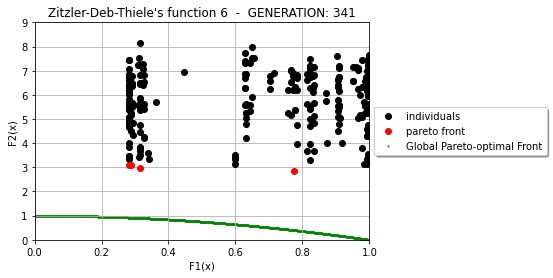 Zitzler-Deb-Thiele's function 6 - GENERATION: 341
9
8
7
6
5
4
3
2
1
0
F2(x)
0.0 0.2 0.4 0.6 0.8 1.0
F1(x)
individuals
pareto front
Global Pareto-optimal Front